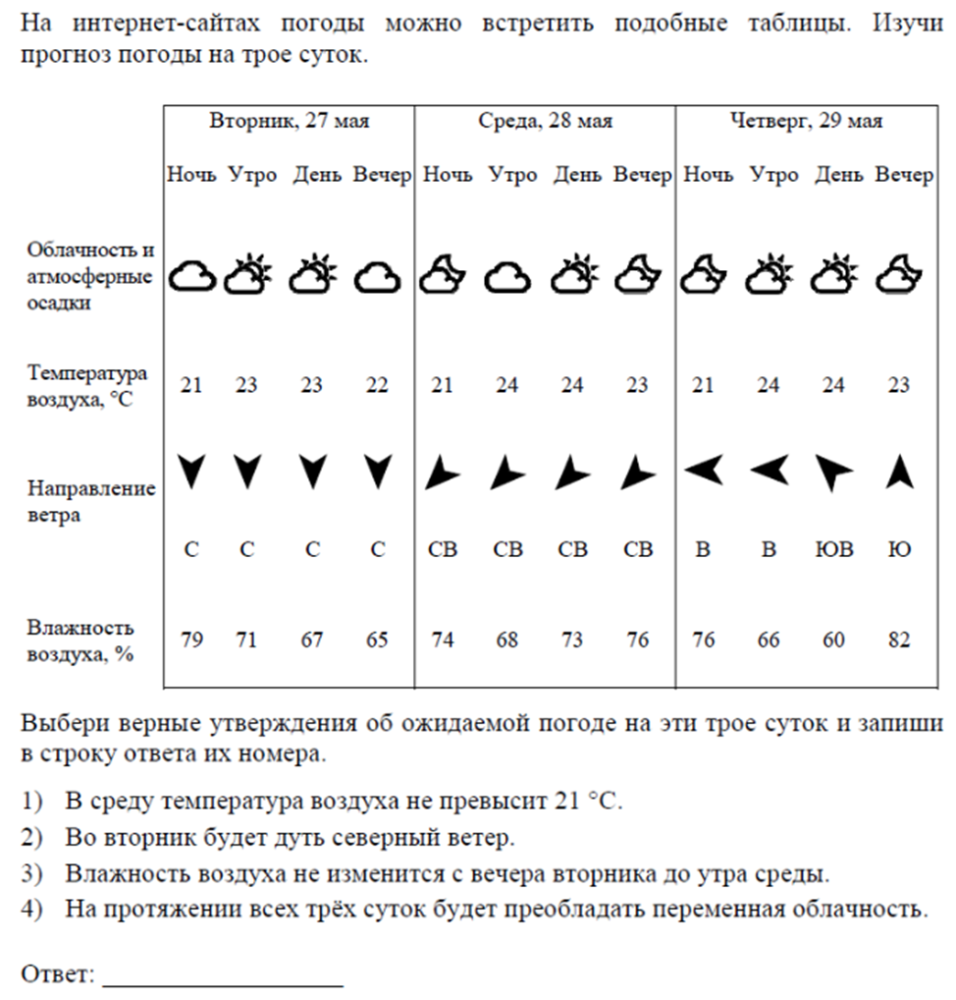 На интернет-сайтах погоды можно встретить подобные таблицы. Изучи
прогноз погоды на трое суток.
Вторник, 27 мая Среда, 28 мая Четверг, 29 мая
Ночь Утро День Вечер Ночь Утро День Вечер Ночь Утро День Вечер
Облачность и
атмосферные
осадки
Температура
воздуха, °С
21 23 23 22 21 24 24 23 21 24 24 23
Направление
ветра
С С С С СВ СВ СВ СВ В В ЮВ Ю
Влажность
воздуха, %
79 71 67 65 74 68 73 76 76 66 60 82
Выбери верные утверждения об ожидаемой погоде на эти трое суток и запиши
в строку ответа их номера.
1) В среду температура воздуха не превысит 21 °С.
2) Во вторник будет дуть северный ветер.
3) Влажность воздуха не изменится с вечера вторника до утра среды.
4) На протяжении всех трёх суток будет преобладать переменная облачность.
Ответ: